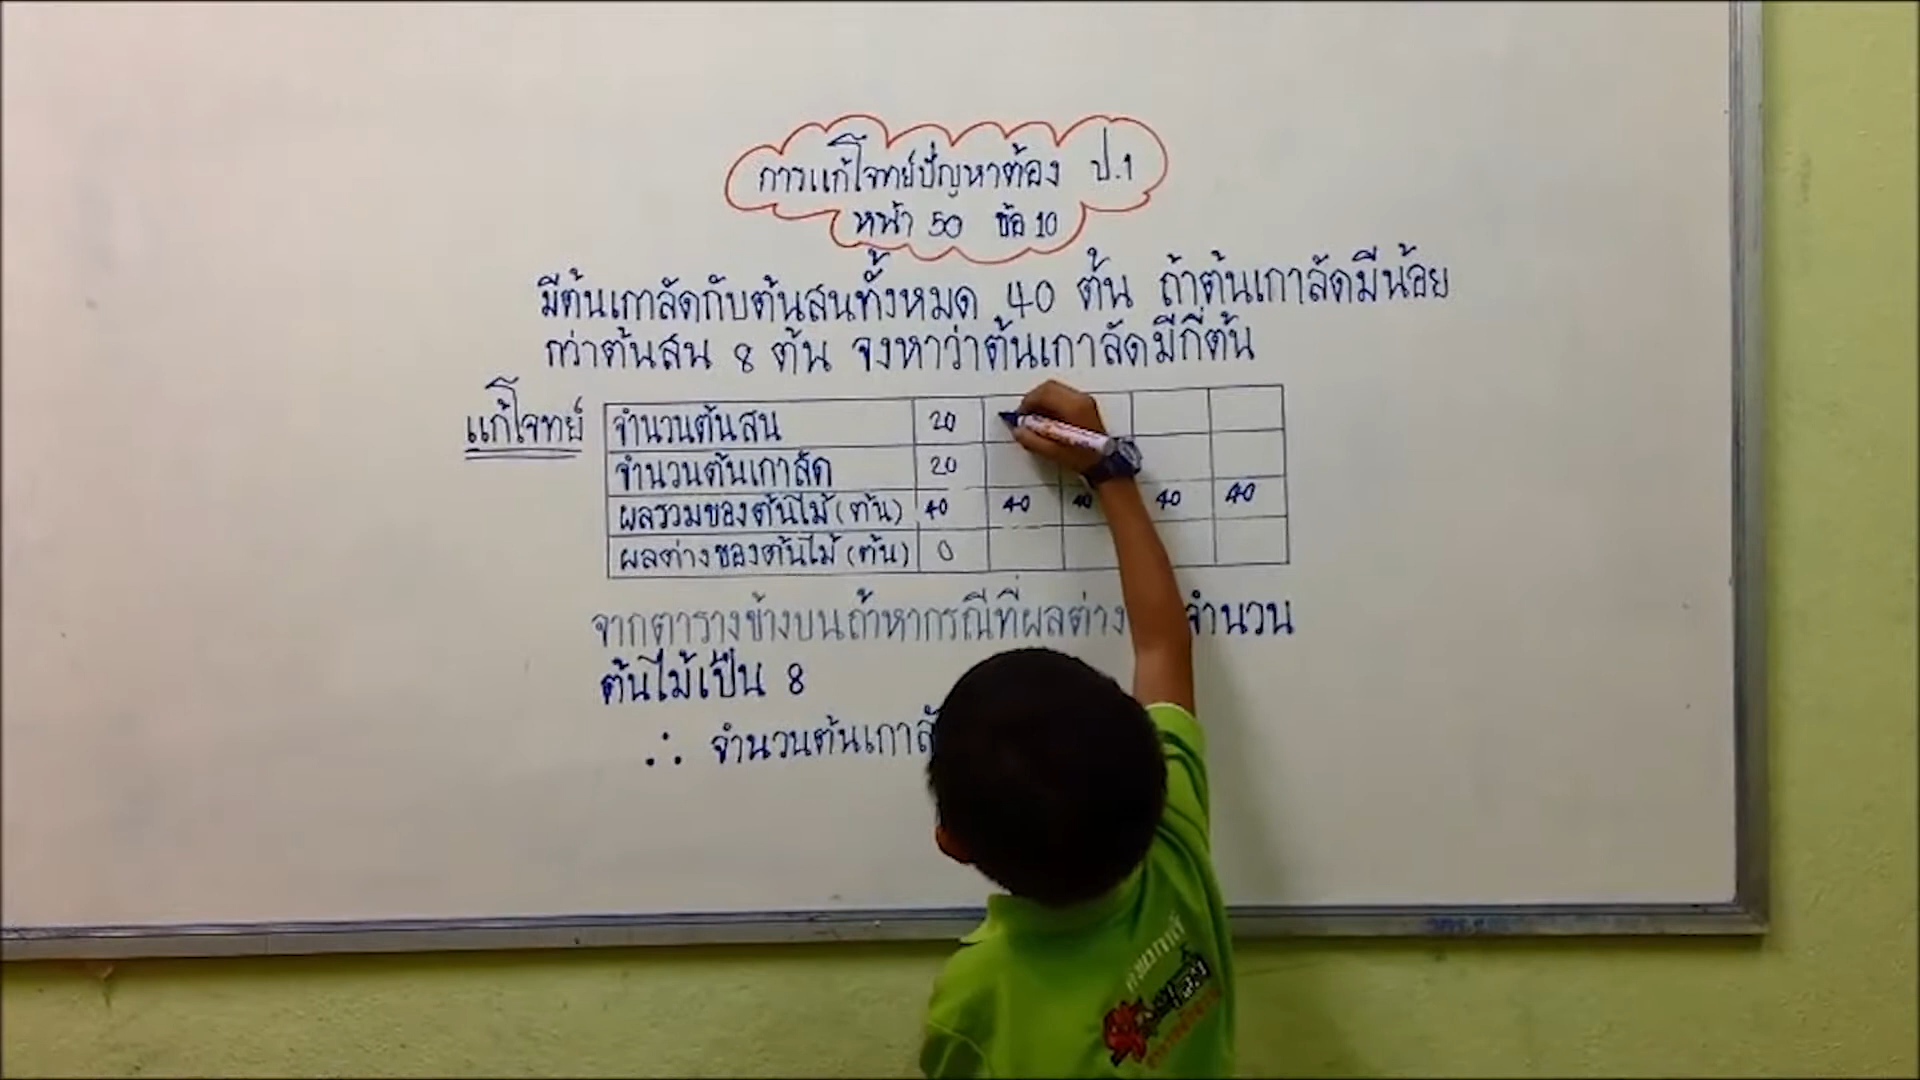 การแก้โจทย์ปัญหาต้อง ป.1
หน้า 50 ข้อ 10
มีต้นเกาลัดกับต้นสนทั้งหมด 40 ต้น ถ้าต้นเกาลัดมีน้อย
กว่าต้นสน 8 ต้น จงหาว่าต้นเกาลัดมีกี่ต้น
แก้โจทย์
จำนวนต้นสน 20
จำนวนต้นเกาลัด 20
ผลรวมของต้นไม้ (ต้น) 40 40 40 40 40
ผลต่างของต้นไม้ (ต้น) 0
จากตารางข้างบนถ้าหากรณีที่ผลต่าง จำนวน
ต้นไม้เป็น 8
∴ จำนวนต้นเกาลั